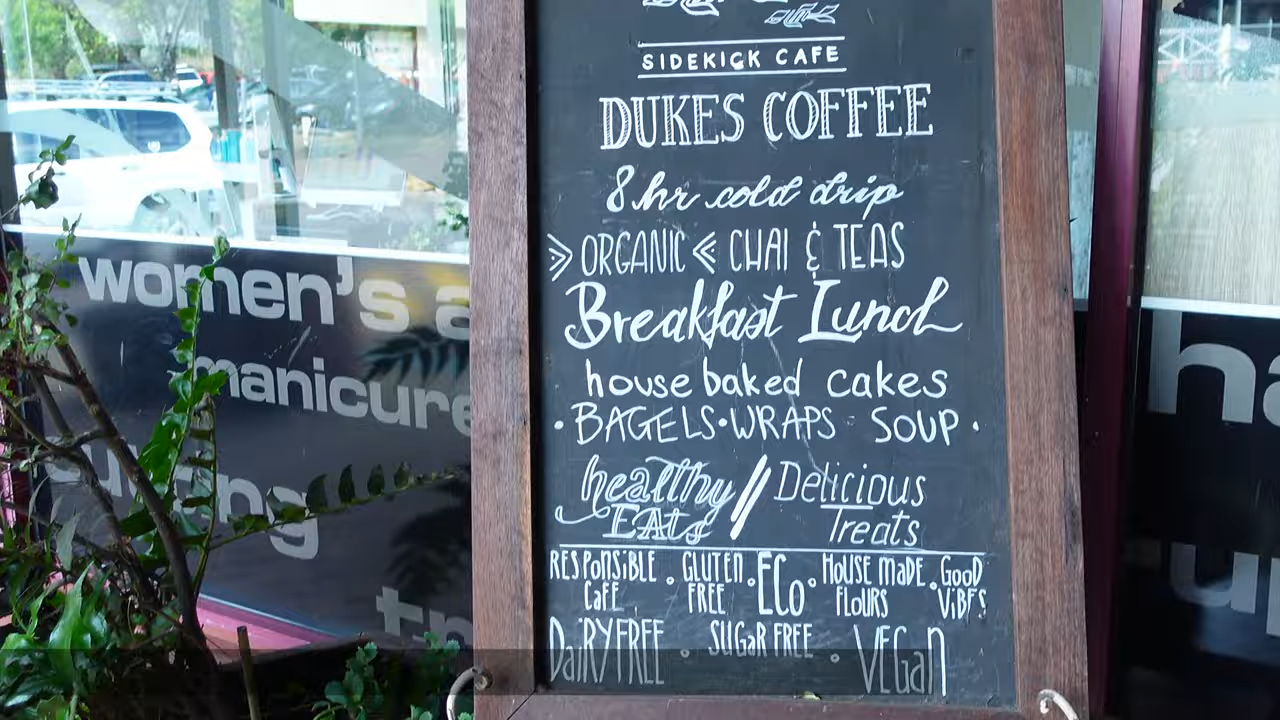 SIDEKICK CAFE
DUKES COFFEE
8 hr cold drip
ORGANIC CHAI & TEAS
Breakfast Lunch
house baked cakes
• BAGELS • WRAPS • SOUP •
healthy EAts // Delicious Treats
RESPONSiBLE CaFE • GLUTEN FREE • ECo • HOUSE maDE FLOURS • GooD ViBES
DaiRY FREE • SUGaR FREE • VEGan
women's
manicure